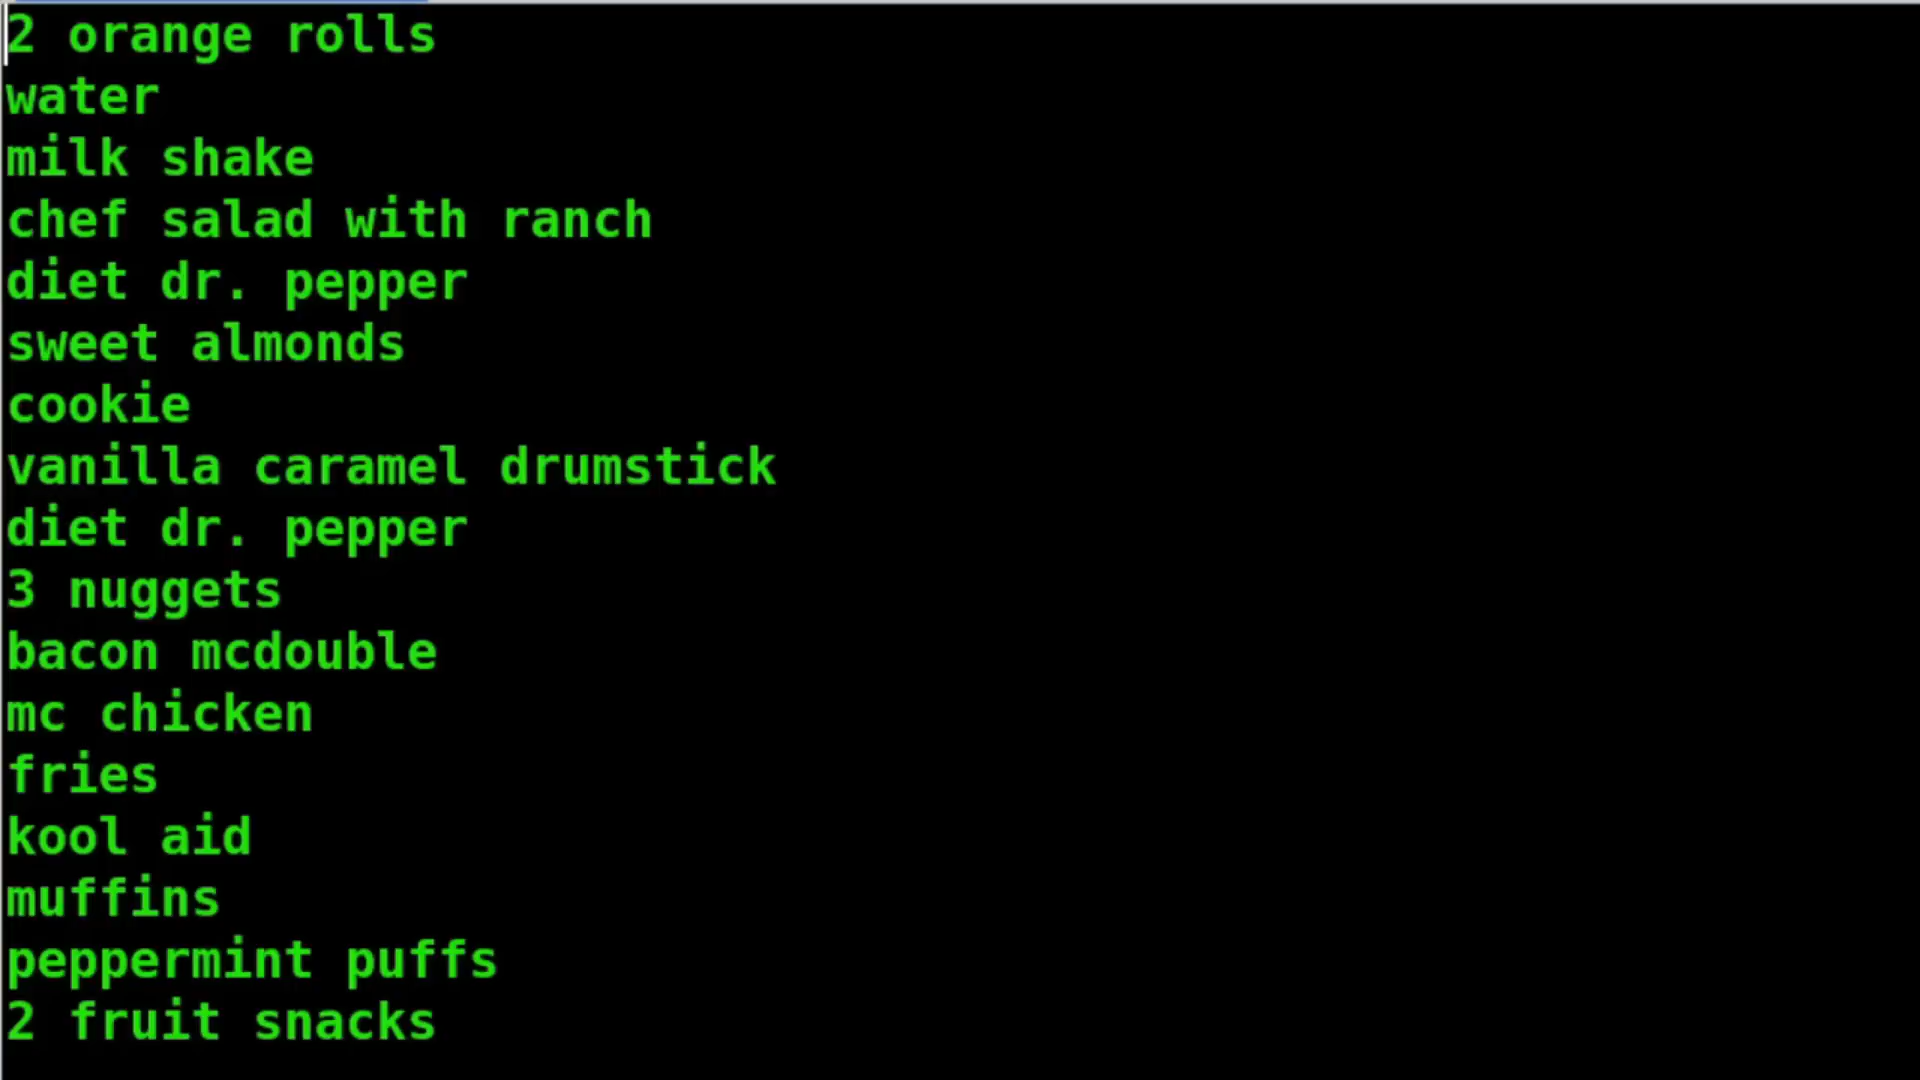 2 orange rolls
water
milk shake
chef salad with ranch
diet dr. pepper
sweet almonds
cookie
vanilla caramel drumstick
diet dr. pepper
3 nuggets
bacon mcdouble
mc chicken
fries
kool aid
muffins
peppermint puffs
2 fruit snacks